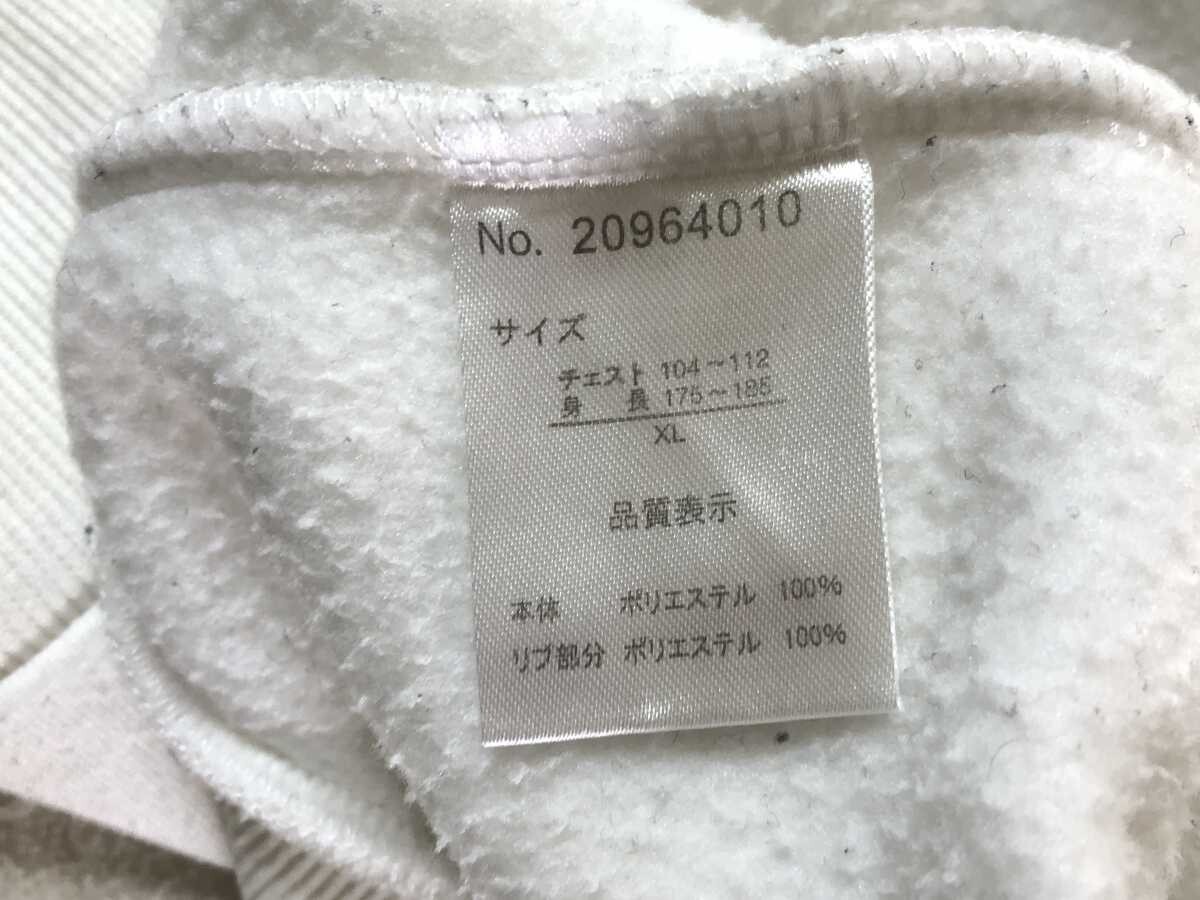 No. 20964010
サイズ
チェスト 104～112
身 長 175～185
XL
品質表示
本体 ポリエステル 100%
リブ部分 ポリエステル 100%